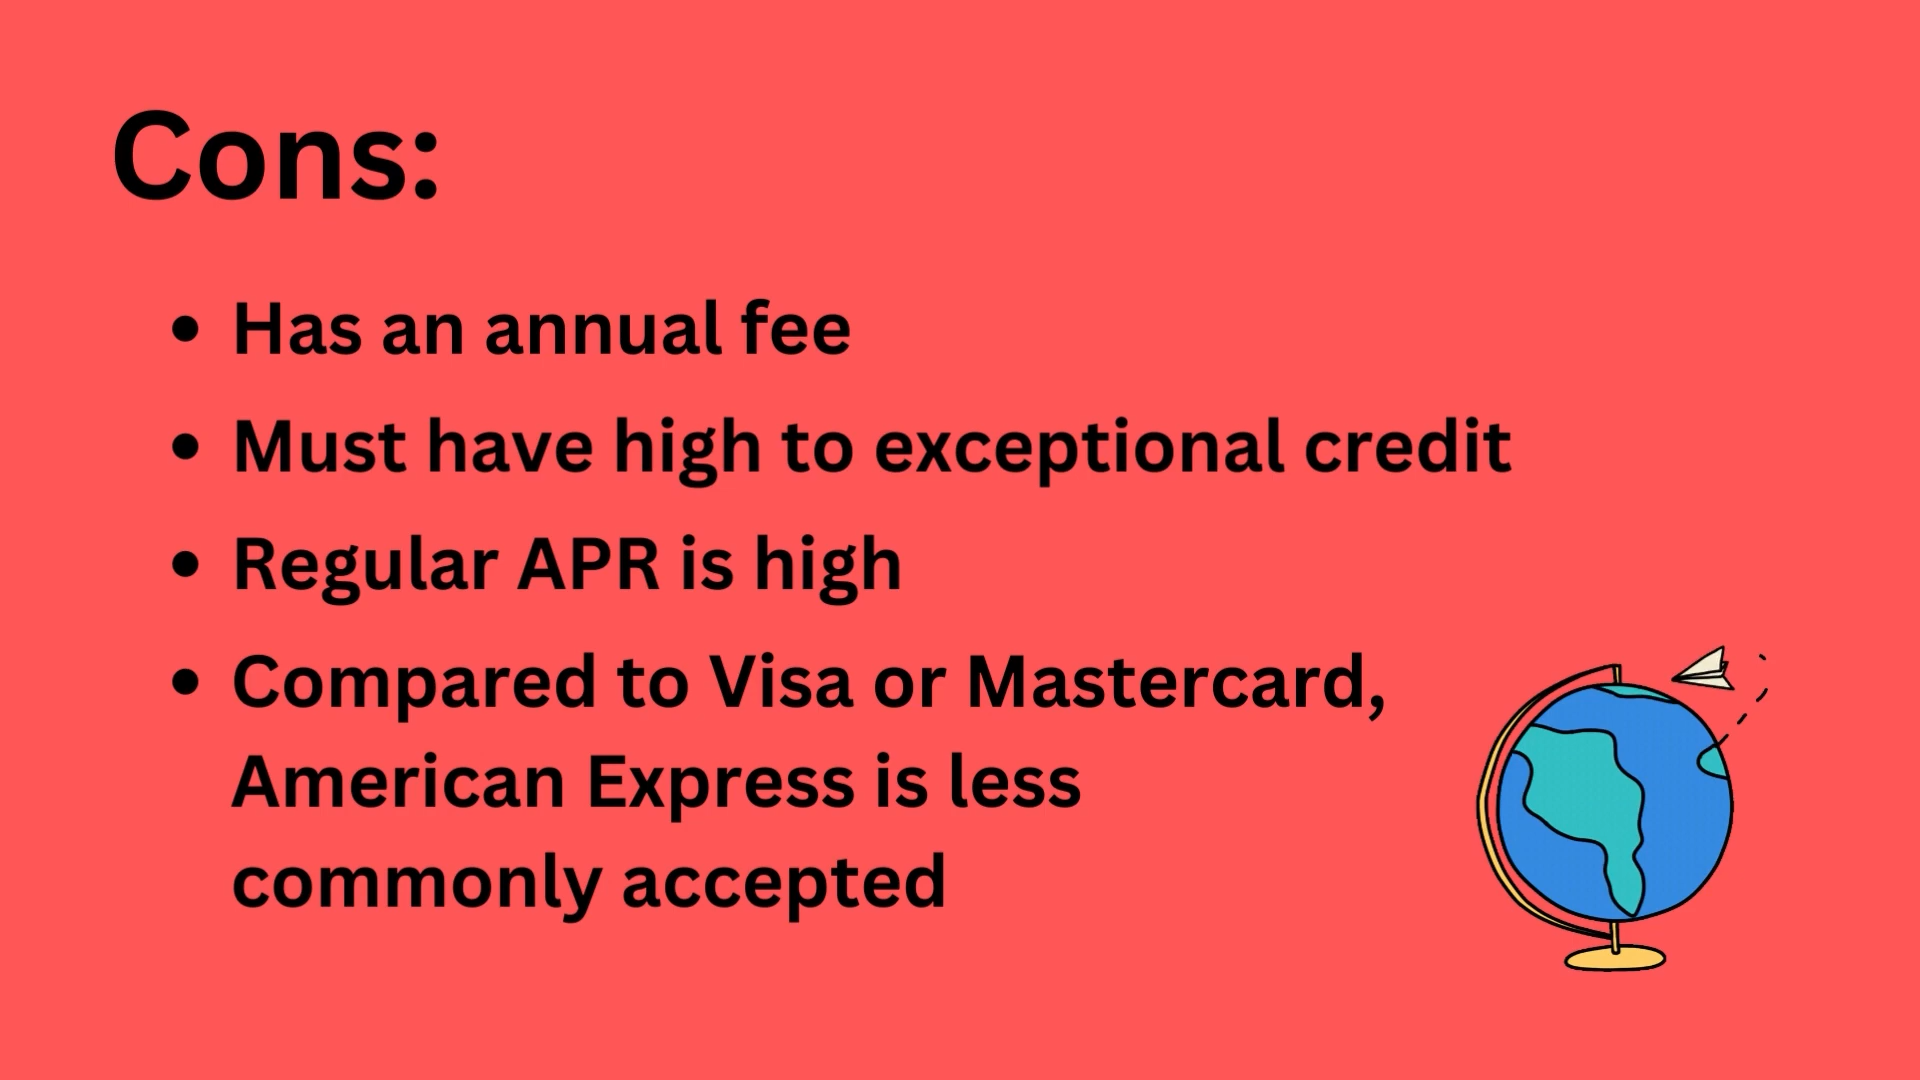 Cons:
• Has an annual fee
• Must have high to exceptional credit
• Regular APR is high
• Compared to Visa or Mastercard,
American Express is less
commonly accepted